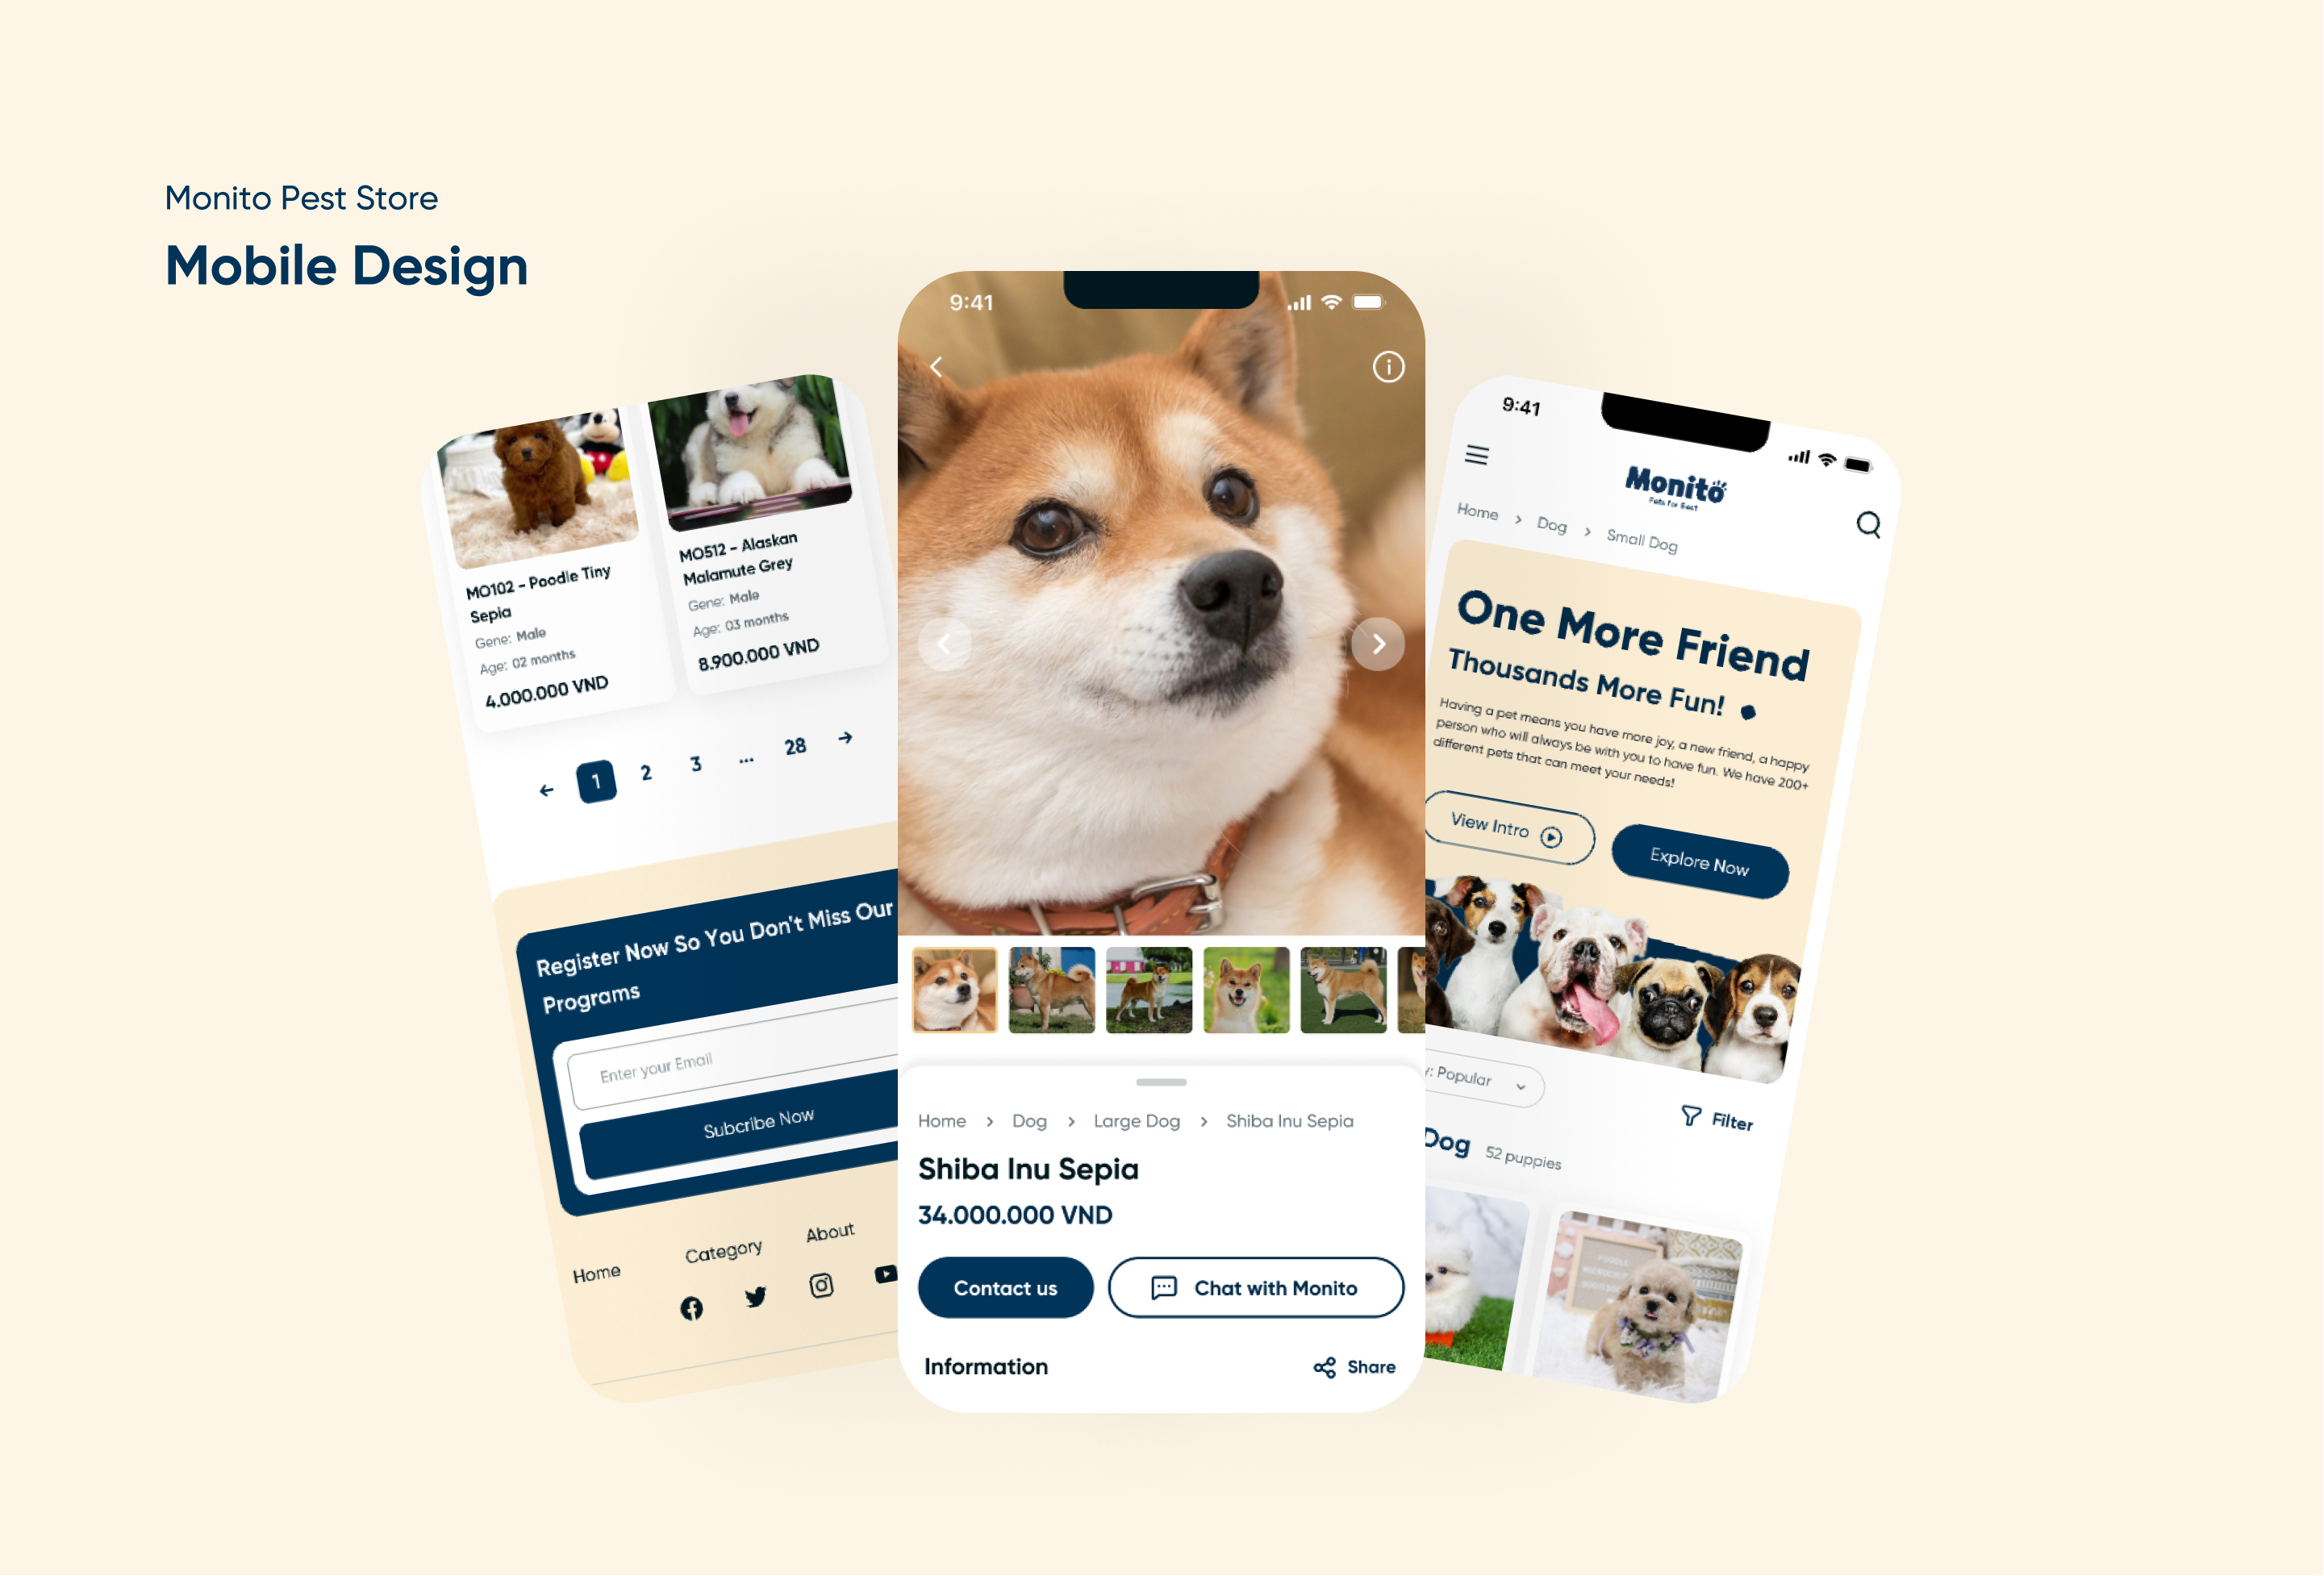 Monito Pest Store
Mobile Design
MO102 - Poodle Tiny
Sepia
Gene: Male
Age: 02 months
4.000.000 VND
MO512 - Alaskan
Malamute Grey
Gene: Male
Age: 03 months
8.900.000 VND
1 2 3 ... 28
Register Now So You Don't Miss Our
Programs
Enter your Email
Subcribe Now
Home
Category
About
9:41
Home > Dog > Large Dog > Shiba Inu Sepia
Shiba Inu Sepia
34.000.000 VND
Contact us
Chat with Monito
Information
Share
9:41
Monito
Pets for Best
Home > Dog > Small Dog
One More Friend
Thousands More Fun!
Having a pet means you have more joy, a new friend, a happy
person who will always be with you to have fun. We have 200+
different pets that can meet your needs!
View Intro
Explore Now
: Popular
Filter
Dog
52 puppies